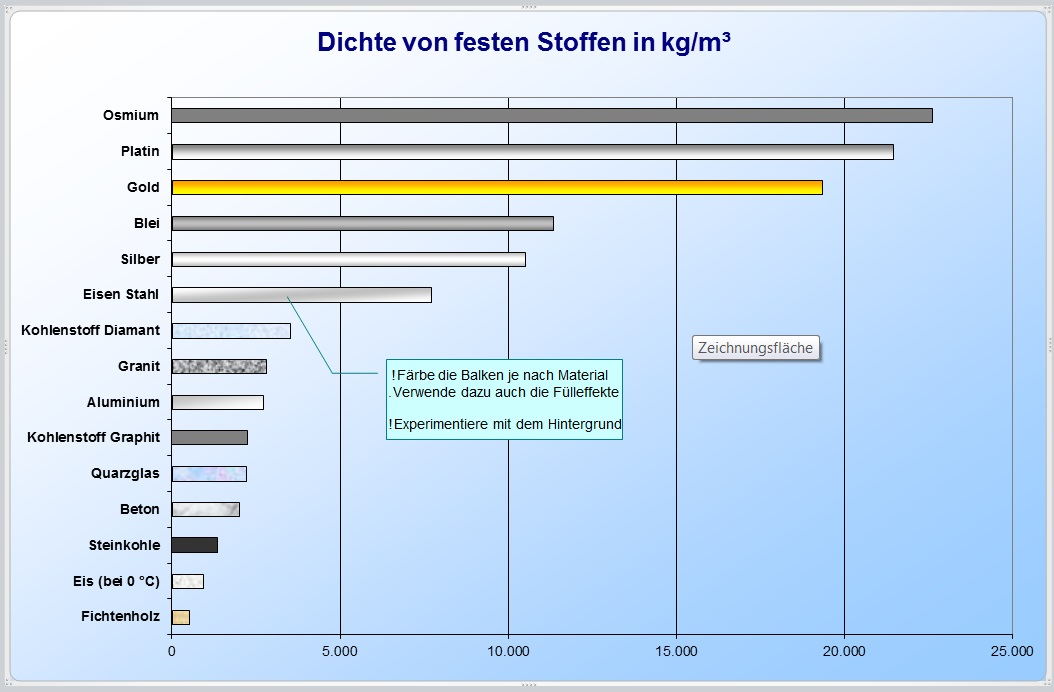 Dichte von festen Stoffen in kg/m³
Osmium
Platin
Gold
Blei
Silber
Eisen Stahl
Kohlenstoff Diamant
Granit
Zeichnungsfläche
!Färbe die Balken je nach Material
.Verwende dazu auch die Fülleffekte
!Experimentiere mit dem Hintergrund
Aluminium
Kohlenstoff Graphit
Quarzglas
Beton
Steinkohle
Eis (bei 0 °C)
Fichtenholz
0 5.000 10.000 15.000 20.000 25.000